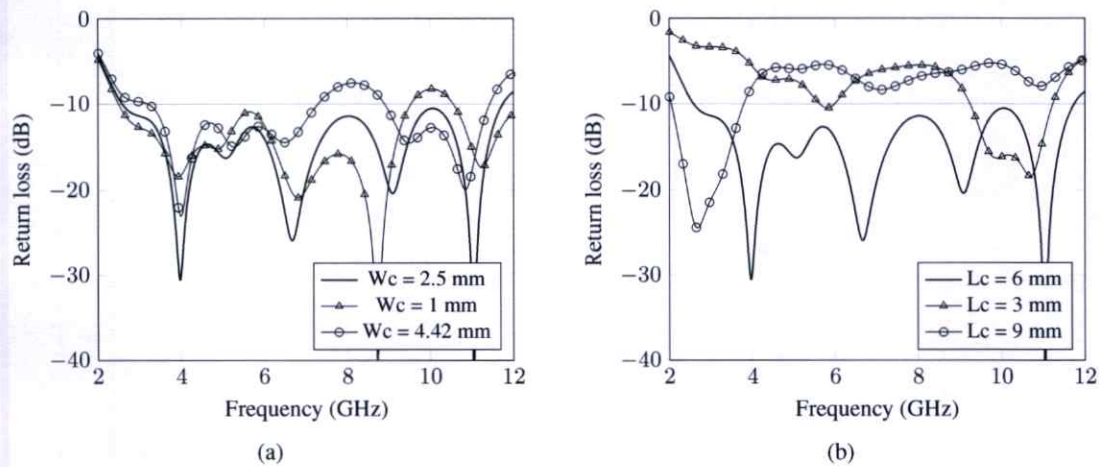 0
−10
−20
−30
−40
Return loss (dB)
Wc = 2.5 mm
Wc = 1 mm
Wc = 4.42 mm
2 4 6 8 10 12
Frequency (GHz)
(a)
0
−10
−20
−30
−40
Return loss (dB)
Lc = 6 mm
Lc = 3 mm
Lc = 9 mm
2 4 6 8 10 12
Frequency (GHz)
(b)